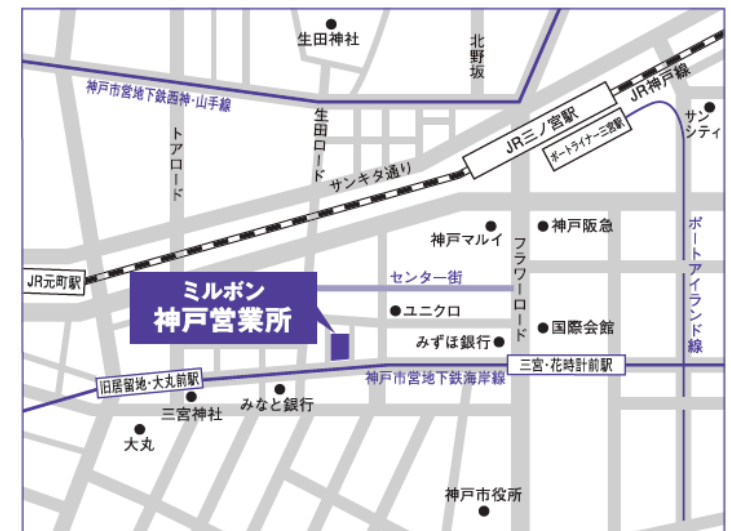 生田神社
北野坂
JR神戸線
神戸市営地下鉄西神・山手線
サン
シティ
JR三ノ宮駅
ポートライナー三宮駅
トアロード
生田ロード
サンキタ通り
神戸マルイ
フラワーロード
神戸阪急
ポートアイランド線
JR元町駅
センター街
ミルボン
神戸営業所
ユニクロ
みずほ銀行
国際会館
三宮・花時計前駅
旧居留地・大丸前駅
神戸市営地下鉄海岸線
三宮神社
みなと銀行
大丸
神戸市役所